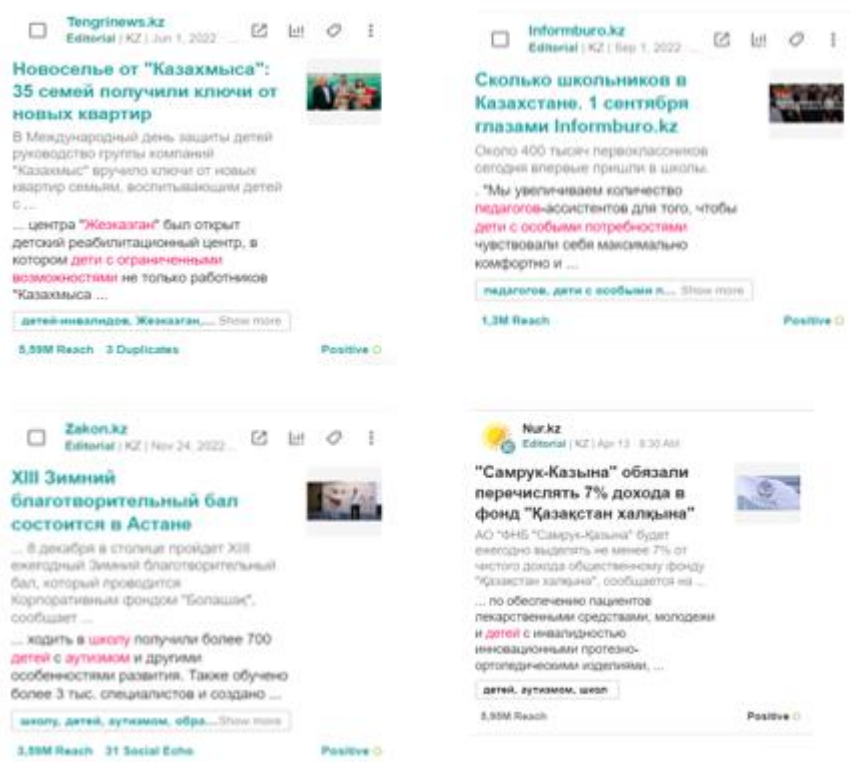 Tengrinews.kz
Editorial | KZ | Jun 1, 2022 ...
Новоселье от "Казахмыса":
35 семей получили ключи от
новых квартир
В Международный день защиты детей
руководство группы компаний
"Казахмыс" вручило ключи от новых
квартир семьям, воспитывающим детей
с ...
... центра "Жезказган" был открыт
детский реабилитационный центр, в
котором дети с ограниченными
возможностями не только работников
"Казахмыса ...
детей-инвалидов, Жезказган,... Show more
5,59M Reach 3 Duplicates
Positive
Informburo.kz
Editorial | KZ | Sep 1, 2022 ...
Сколько школьников в
Казахстане. 1 сентября
глазами Informburo.kz
Около 400 тысяч первоклассников
сегодня впервые пришли в школы.
. "Мы увеличиваем количество
педагогов-ассистентов для того, чтобы
дети с особыми потребностями
чувствовали себя максимально
комфортно и ...
педагогов, дети с особыми п... Show more
1,3M Reach
Positive
Zakon.kz
Editorial | KZ | Nov 24, 2022...
XIII Зимний
благотворительный бал
состоится в Астане
... 8 декабря в столице пройдет XIII
ежегодный Зимний благотворительный
бал, который проводится
Корпоративным фондом "Болашақ",
сообщает ...
... ходить в школу получили более 700
детей с аутизмом и другими
особенностями развития. Также обучено
более 3 тыс. специалистов и создано ...
школу, детей, аутизмом, обра... Show more
3,59M Reach 31 Social Echo
Positive
Nur.kz
Editorial | KZ | Apr 13 · 8:30 AM
"Самрук-Казына" обязали
перечислять 7% дохода в
фонд "Қазақстан халқына"
АО "ФНБ "Самрук-Қазына" будет
ежегодно выделять не менее 7% от
чистого дохода общественному фонду
"Қазақстан халқына", сообщается на ...
... по обеспечению пациентов
лекарственными средствами, молодежи
и детей с инвалидностью
инновационными протезно-
ортопедическими изделиями, ...
детей, аутизмом, школ
5,95M Reach
Positive